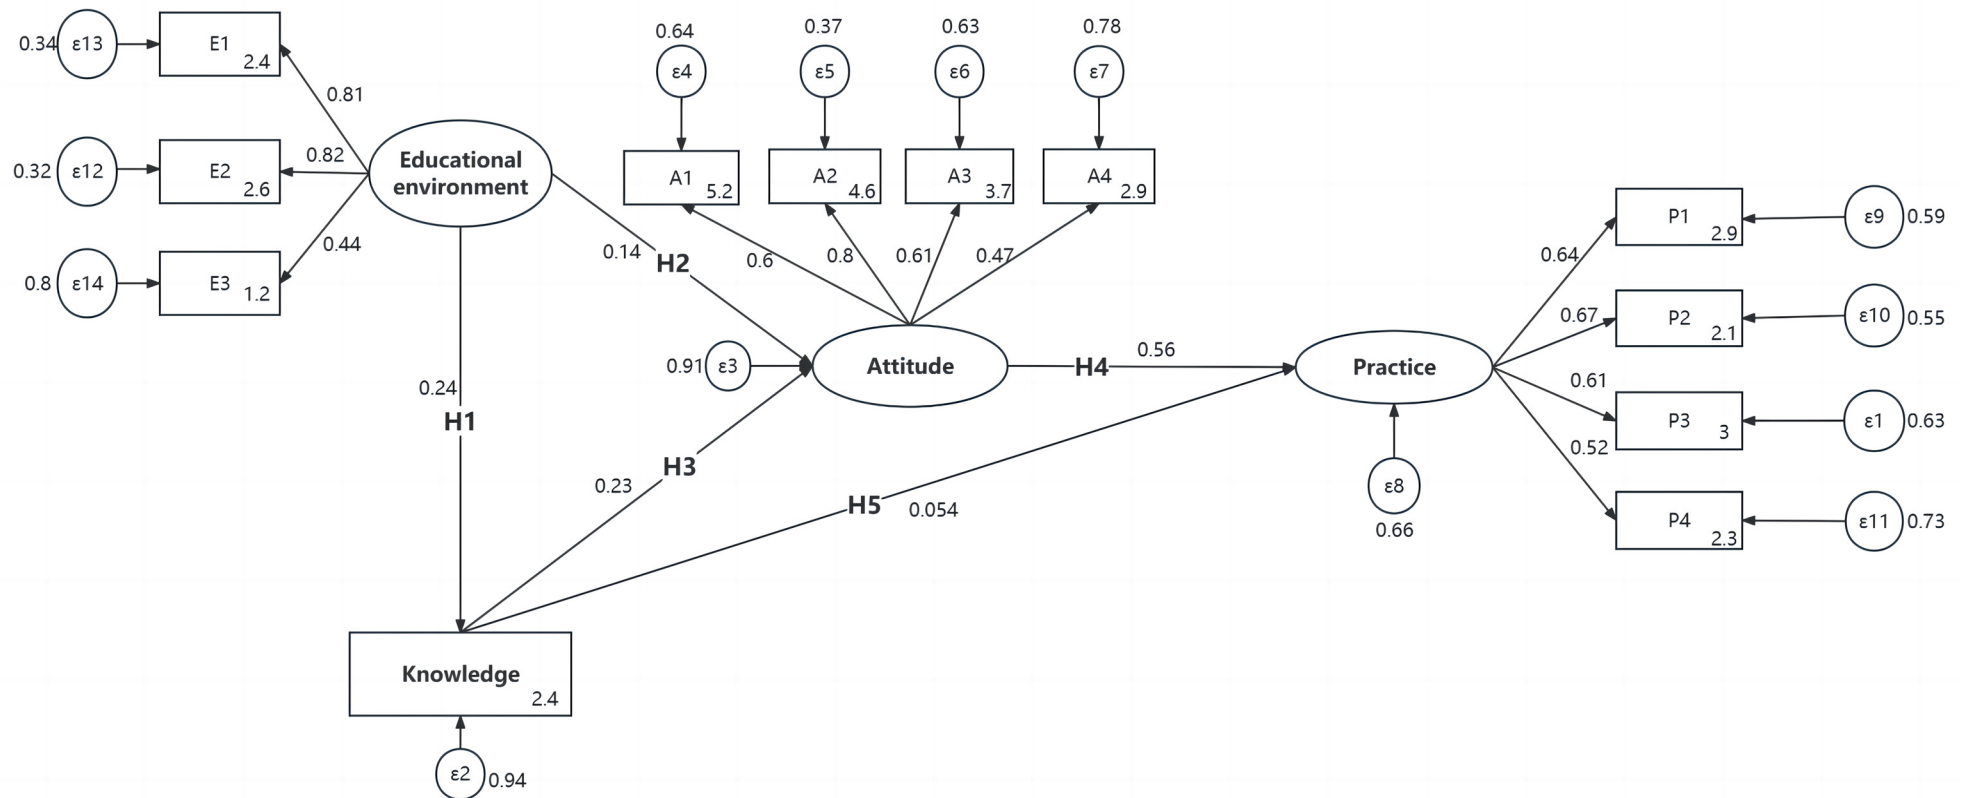 0.34 ε13 E1 2.4
0.81
0.32 ε12 E2 2.6
0.82
0.8 ε14 E3 1.2
0.44
Educational
environment
0.64 0.37 0.63 0.78
ε4 ε5 ε6 ε7
A1 5.2 A2 4.6 A3 3.7 A4 2.9
0.14 H2
0.6 0.8 0.61 0.47
0.91 ε3 Attitude
H4 0.56
Practice
ε8
0.66
0.64 P1 2.9 ε9 0.59
0.67 P2 2.1 ε10 0.55
0.61 P3 3 ε1 0.63
0.52 P4 2.3 ε11 0.73
0.24
H1
0.23 H3
H5 0.054
Knowledge
2.4
ε2 0.94